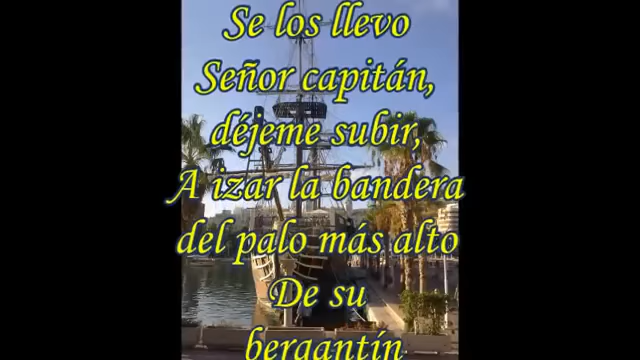 Se los llevo
Señor capitán,
déjeme subir,
A izar la bandera
del palo más alto
De su
bergantín